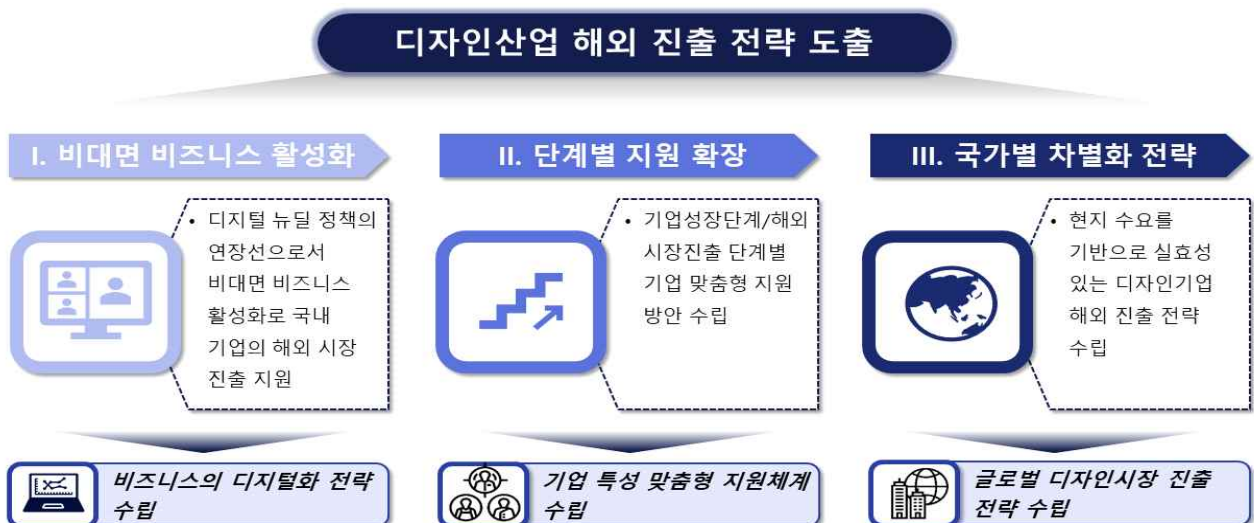 디자인산업 해외 진출 전략 도출
I. 비대면 비즈니스 활성화
• 디지털 뉴딜 정책의
연장선으로서
비대면 비즈니스
활성화로 국내
기업의 해외 시장
진출 지원
비즈니스의 디지털화 전략
수립
II. 단계별 지원 확장
• 기업성장단계/해외
시장진출 단계별
기업 맞춤형 지원
방안 수립
기업 특성 맞춤형 지원체계
수립
III. 국가별 차별화 전략
• 현지 수요를
기반으로 실효성
있는 디자인기업
해외 진출 전략
수립
글로벌 디자인시장 진출
전략 수립